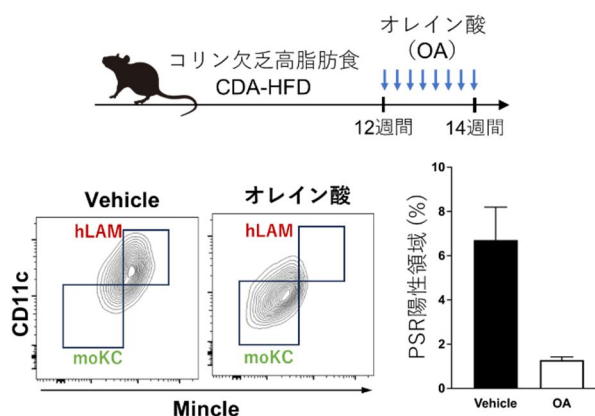 コリン欠乏高脂肪食
CDA-HFD
オレイン酸
(OA)
12週間
14週間
Vehicle
オレイン酸
hLAM
hLAM
moKC
moKC
CD11c
Mincle
PSR陽性領域 (%)
10
8
6
4
2
0
Vehicle
OA